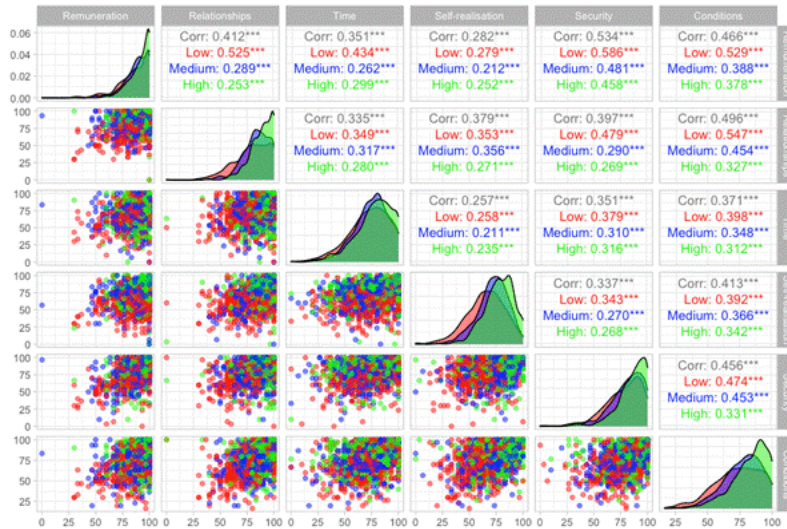 Remuneration Relationships Time Self-realisation Security Conditions
0.06
0.04
0.02
0.00
Corr: 0.412***
Low: 0.525***
Medium: 0.289***
High: 0.253***
Corr: 0.351***
Low: 0.434***
Medium: 0.262***
High: 0.299***
Corr: 0.282***
Low: 0.279***
Medium: 0.212***
High: 0.252***
Corr: 0.534***
Low: 0.586***
Medium: 0.481***
High: 0.458***
Corr: 0.466***
Low: 0.529***
Medium: 0.388***
High: 0.378***
100
75
50
25
0
Corr: 0.335***
Low: 0.349***
Medium: 0.317***
High: 0.280***
Corr: 0.379***
Low: 0.353***
Medium: 0.356***
High: 0.271***
Corr: 0.397***
Low: 0.479***
Medium: 0.290***
High: 0.269***
Corr: 0.496***
Low: 0.547***
Medium: 0.454***
High: 0.327***
100
75
50
25
0
Corr: 0.257***
Low: 0.258***
Medium: 0.211***
High: 0.235***
Corr: 0.351***
Low: 0.379***
Medium: 0.310***
High: 0.316***
Corr: 0.371***
Low: 0.398***
Medium: 0.348***
High: 0.312***
100
75
50
25
0
Corr: 0.337***
Low: 0.343***
Medium: 0.270***
High: 0.268***
Corr: 0.413***
Low: 0.392***
Medium: 0.366***
High: 0.342***
100
75
50
25
0
Corr: 0.456***
Low: 0.474***
Medium: 0.453***
High: 0.331***
100
75
50
25
0 25 50 75 100 0 25 50 75 100 0 25 50 75 100 0 25 50 75 100 0 25 50 75 100 25 50 75 100